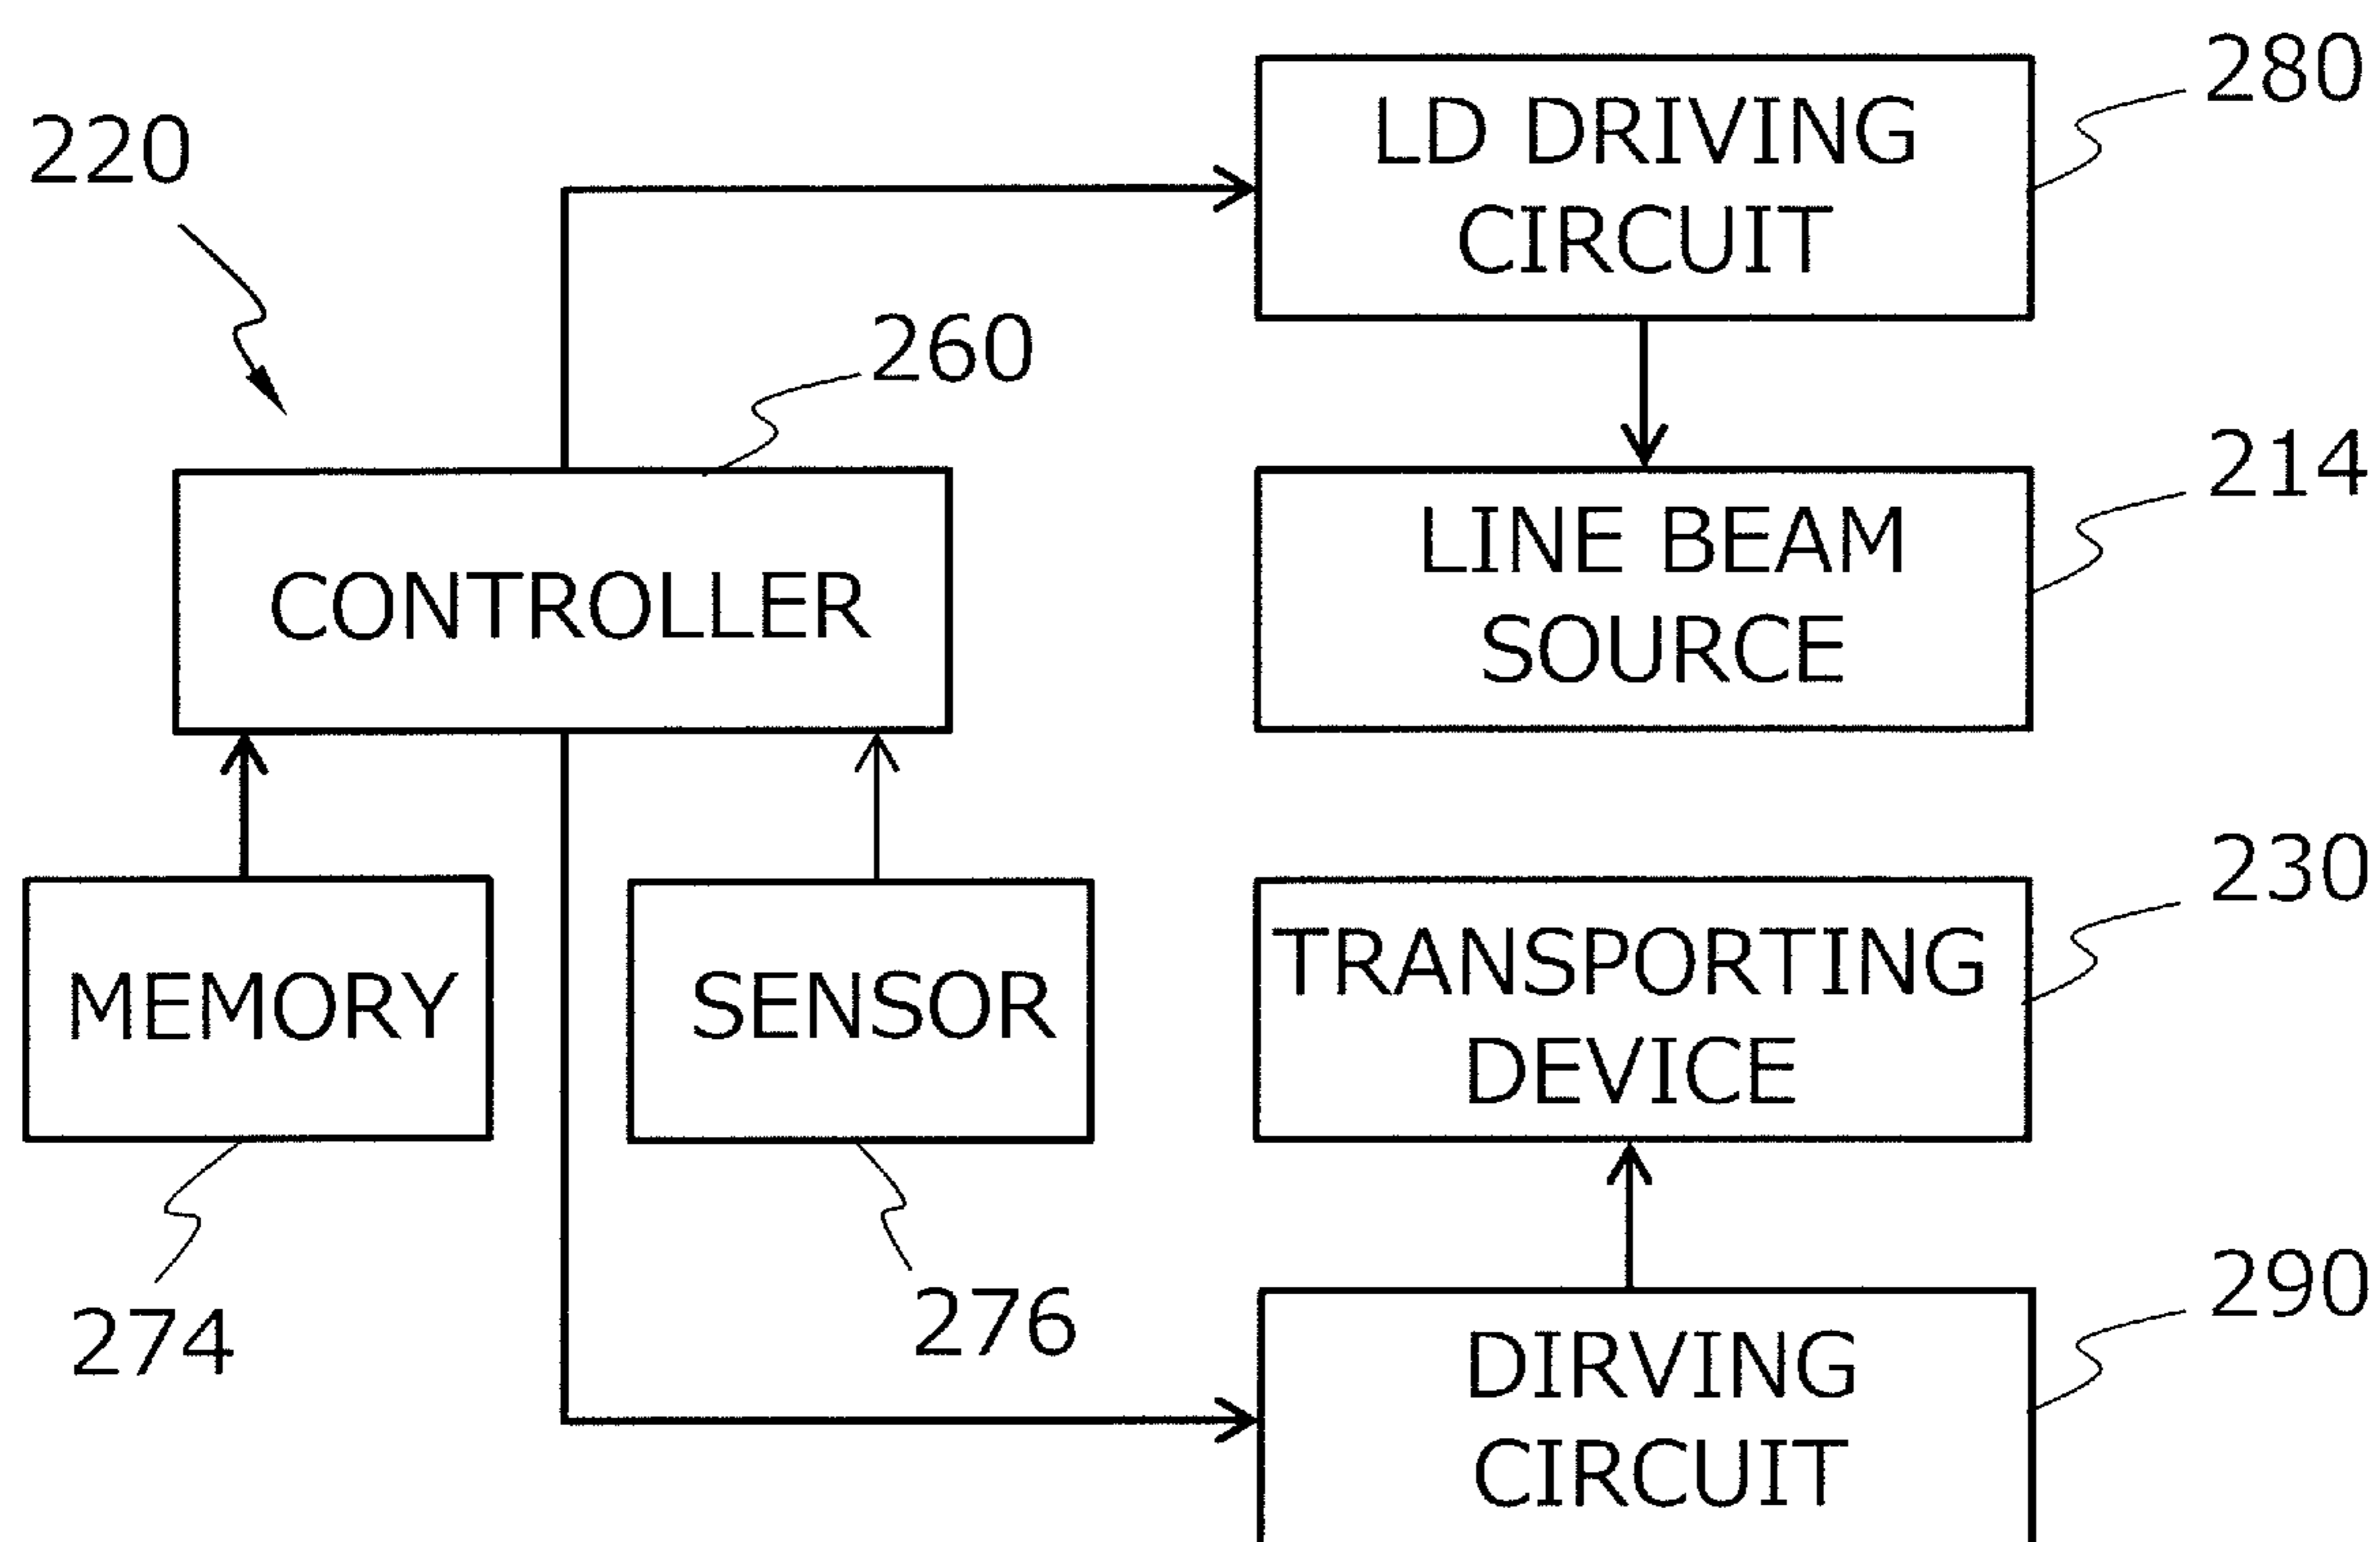 280
LD DRIVING
CIRCUIT
220
260
214
LINE BEAM
SOURCE
CONTROLLER
230
TRANSPORTING
DEVICE
MEMORY
SENSOR
290
274
276
DIRVING
CIRCUIT